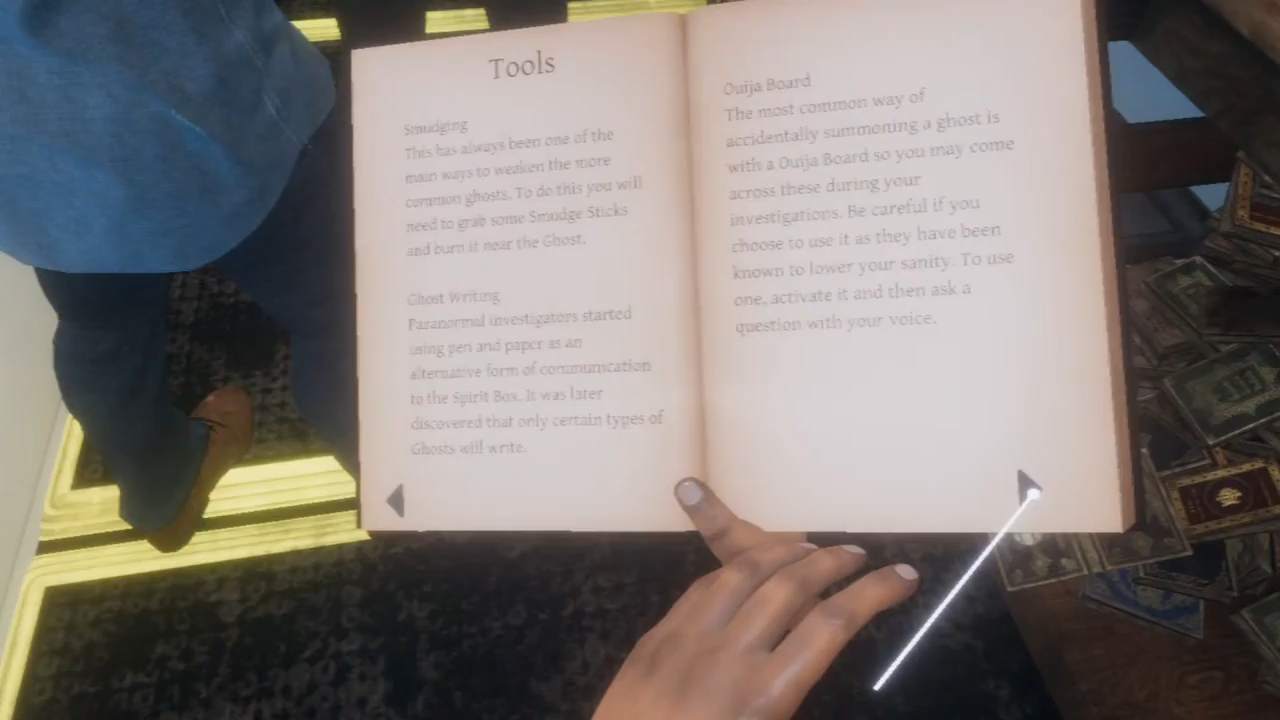 Tools
Smudging
This has always been one of the
main ways to weaken the more
common ghosts. To do this you will
need to grab some Smudge Sticks
and burn it near the Ghost.
Ghost Writing
Paranormal investigators started
using pen and paper as an
alternative form of communication
to the Spirit Box. It was later
discovered that only certain types of
Ghosts will write.
Ouija Board
The most common way of
accidentally summoning a ghost is
with a Ouija Board so you may come
across these during your
investigations. Be careful if you
choose to use it as they have been
known to lower your sanity. To use
one, activate it and then ask a
question with your voice.